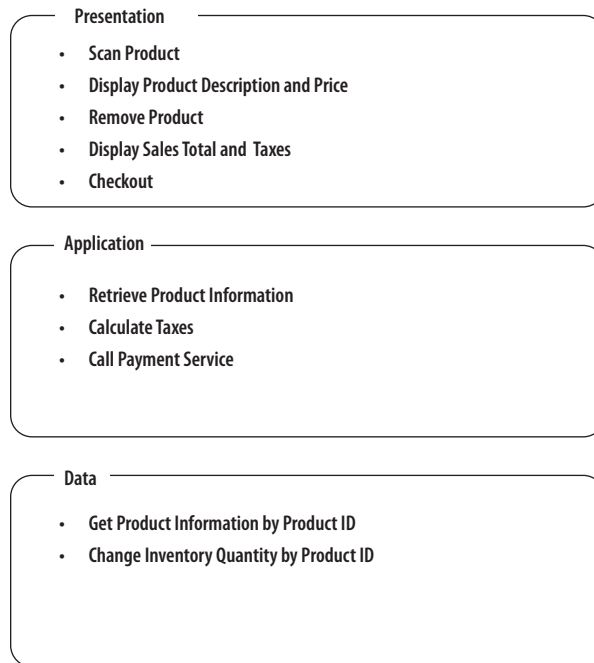 Presentation
• Scan Product
• Display Product Description and Price
• Remove Product
• Display Sales Total and Taxes
• Checkout
Application
• Retrieve Product Information
• Calculate Taxes
• Call Payment Service
Data
• Get Product Information by Product ID
• Change Inventory Quantity by Product ID